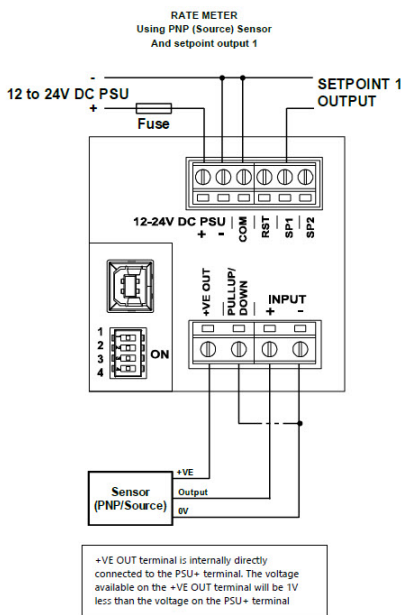 RATE METER
Using PNP (Source) Sensor
And setpoint output 1
-
12 to 24V DC PSU
+
Fuse
SETPOINT 1
OUTPUT
12-24V DC PSU
+ -
COM
RST
SP1
SP2
+VE OUT
PULLUP/
DOWN
INPUT
+ -
1
2
3
4
ON
+VE
Sensor
(PNP/Source)
Output
0V
+VE OUT terminal is internally directly
connected to the PSU+ terminal. The voltage
available on the +VE OUT terminal will be 1V
less than the voltage on the PSU+ terminal